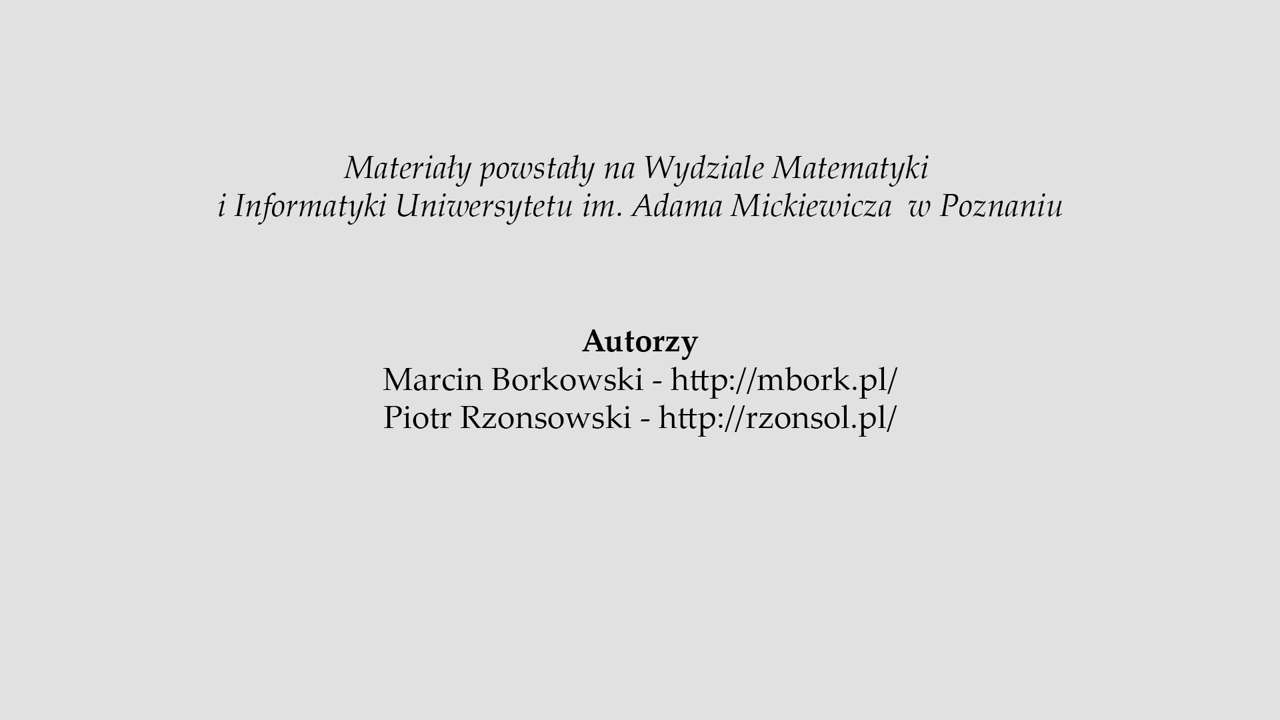 Materiały powstały na Wydziale Matematyki
i Informatyki Uniwersytetu im. Adama Mickiewicza w Poznaniu
Autorzy
Marcin Borkowski - http://mbork.pl/
Piotr Rzonsowski - http://rzonsol.pl/